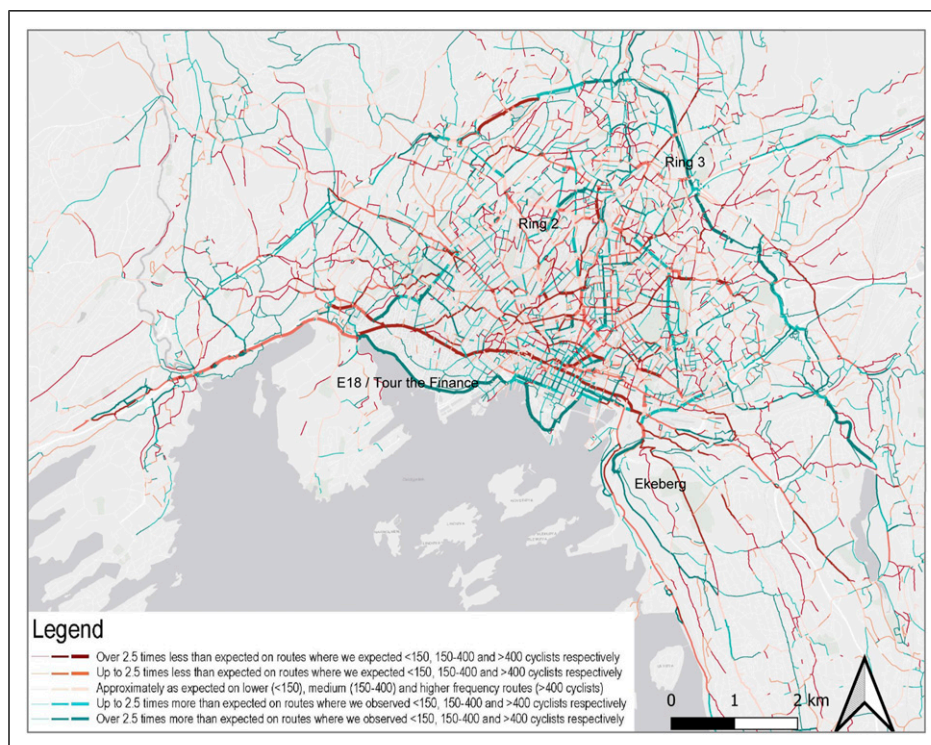 Ring 3
Ring 2
E18 / Tour the Finance
Ekeberg
Legend
Over 2.5 times less than expected on routes where we expected <150, 150-400 and >400 cyclists respectively
Up to 2.5 times less than expected on routes where we expected <150, 150-400 and >400 cyclists respectively
Approximately as expected on lower (<150), medium (150-400) and higher frequency routes (>400 cyclists)
Up to 2.5 times more than expected on routes where we observed <150, 150-400 and >400 cyclists respectively
Over 2.5 times more than expected on routes where we observed <150, 150-400 and >400 cyclists respectively
0 1 2 km